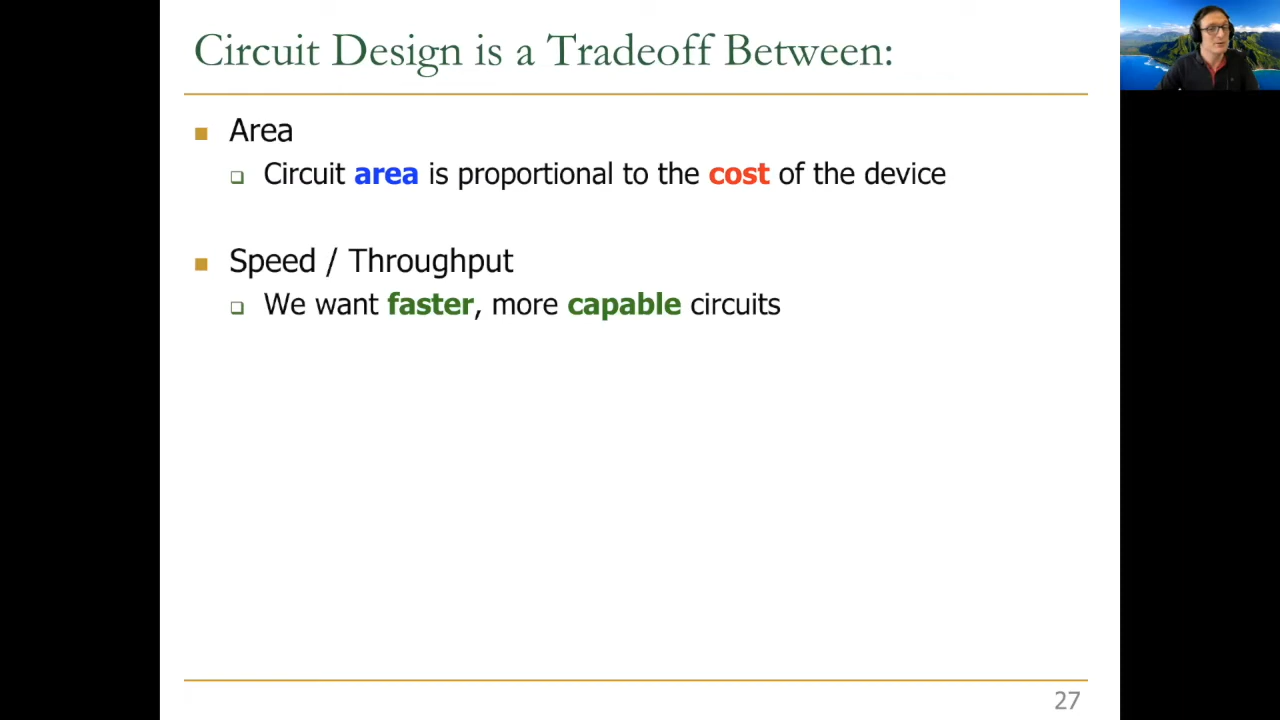 Circuit Design is a Tradeoff Between:
Area
Circuit area is proportional to the cost of the device
Speed / Throughput
We want faster, more capable circuits
27